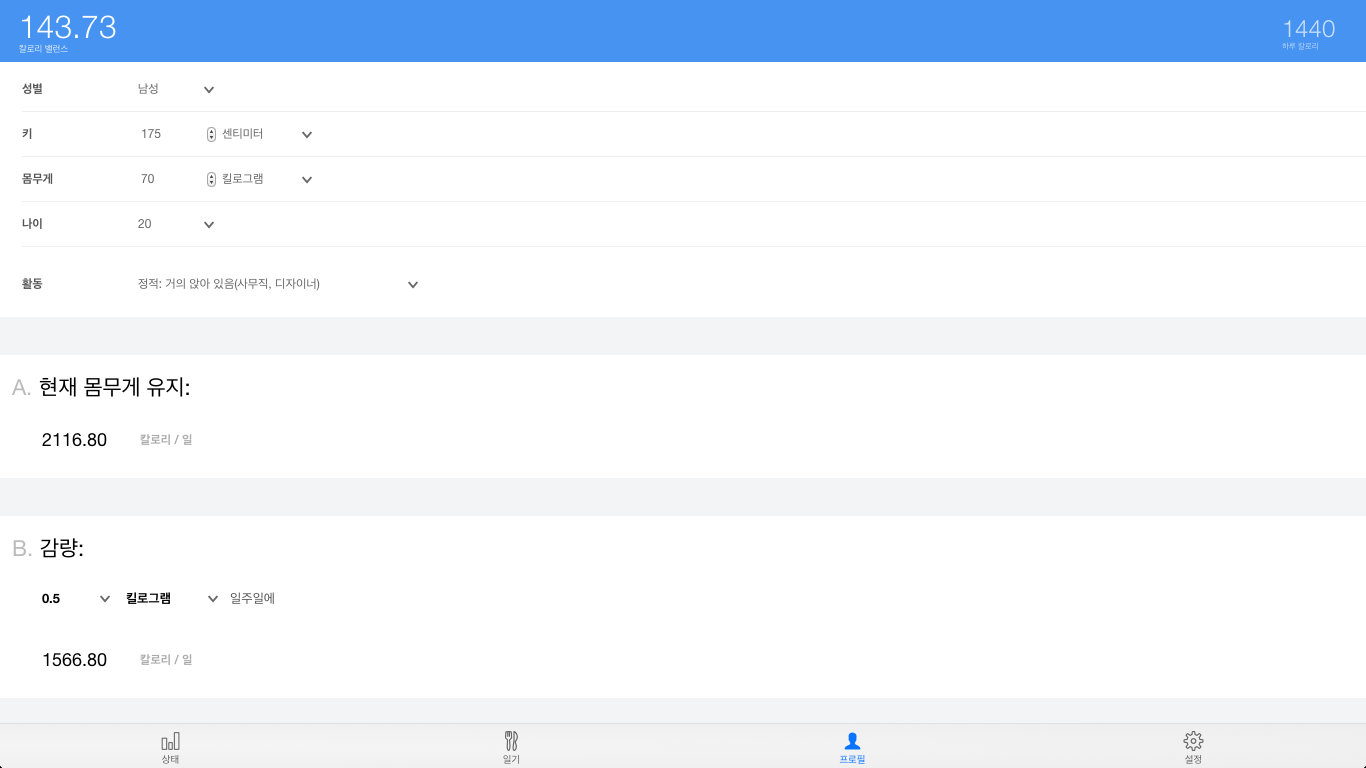 143.73
칼로리 밸런스
1440
하루 칼로리
성별 남성
키 175 센티미터
몸무게 70 킬로그램
나이 20
활동 정적: 거의 앉아 있음(사무직, 디자이너)
A. 현재 몸무게 유지:
2116.80 칼로리 / 일
B. 감량:
0.5 킬로그램 일주일에
1566.80 칼로리 / 일
상태 일기 프로필 설정